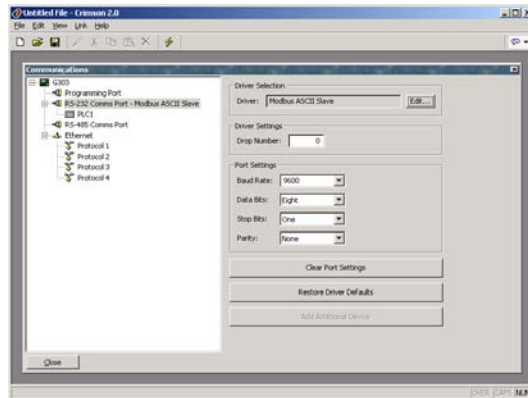 Untitled File - Crimson 2.0
File Edit View Link Help
Communications
G303
Programming Port
RS-232 Comms Port - Modbus ASCII Slave
PLC1
RS-485 Comms Port
Ethernet
Protocol 1
Protocol 2
Protocol 3
Protocol 4
Driver Selection
Driver: Modbus ASCII Slave Edit...
Driver Settings
Drop Number: 0
Port Settings
Baud Rate: 9600
Data Bits: Eight
Stop Bits: One
Parity: None
Clear Port Settings
Restore Driver Defaults
Add Additional Device
Close
OVER CAPS NUM